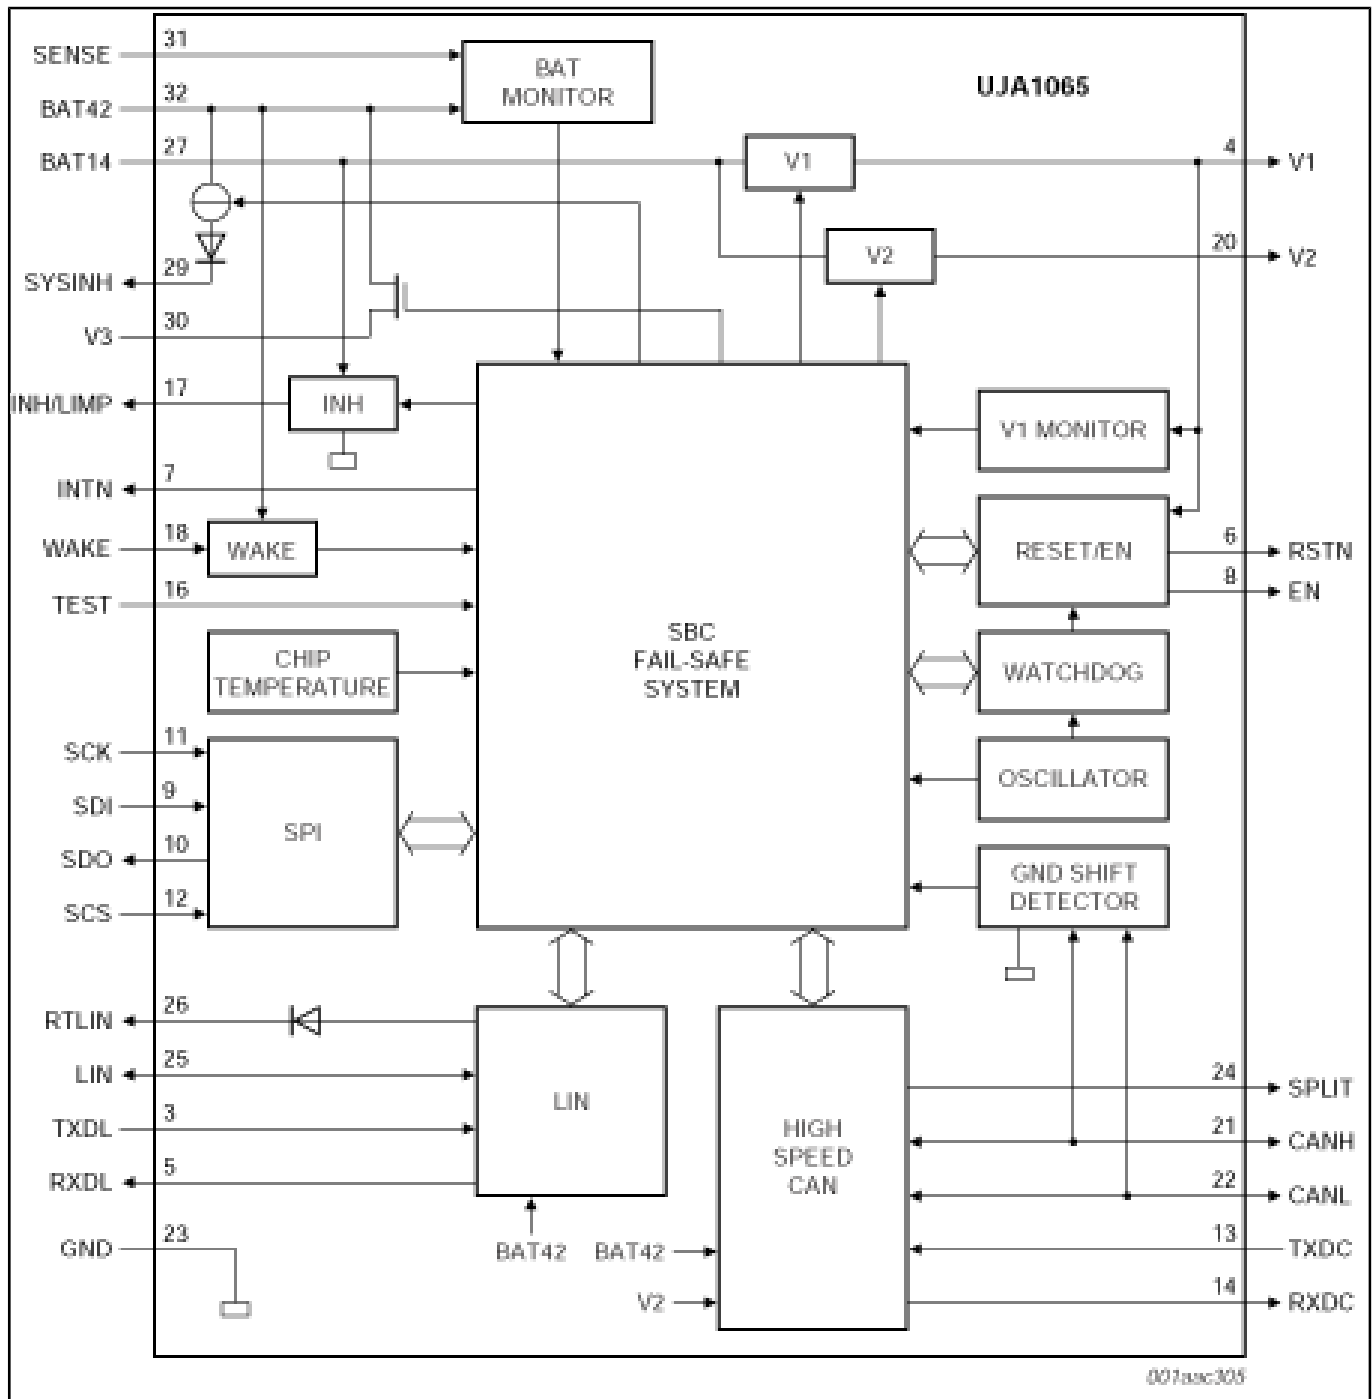 UJA1065
SENSE 31
BAT MONITOR
BAT42 32
BAT14 27
V1
4 V1
V2
20 V2
SYSINH 29
V3 30
INH/LIMP 17
INH
V1 MONITOR
INTN 7
WAKE 18
WAKE
RESET/EN
6 RSTN
8 EN
TEST 16
SBC
FAIL-SAFE
SYSTEM
CHIP
TEMPERATURE
WATCHDOG
SCK 11
OSCILLATOR
SDI 9
SPI
SDO 10
SCS 12
GND SHIFT
DETECTOR
RTLIN 26
LIN 25
LIN
TXDL 3
RXDL 5
HIGH
SPEED
CAN
24 SPLIT
21 CANH
22 CANL
13 TXDC
14 RXDC
GND 23
BAT42
BAT42
V2
001aac305